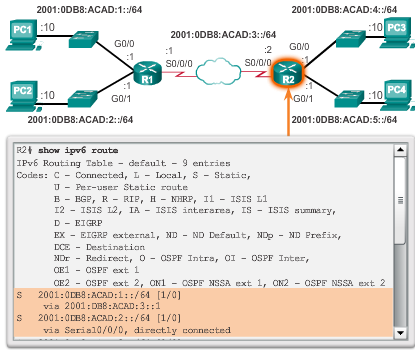 2001:0DB8:ACAD:1::/64
2001:0DB8:ACAD:4::/64
PC1
:10
:10
PC3
2001:0DB8:ACAD:3::/64
G0/0
G0/0
:1
:1
:2
:1
S0/0/0
S0/0/0
R1
R2
:1
:1
PC2
:10
G0/1
G0/1
:10
PC4
2001:0DB8:ACAD:2::/64
2001:0DB8:ACAD:5::/64
R2# show ipv6 route
IPv6 Routing Table - default - 9 entries
Codes: C - Connected, L - Local, S - Static,
U - Per-user Static route
B - BGP, R - RIP, H - NHRP, I1 - ISIS L1
I2 - ISIS L2, IA - ISIS interarea, IS - ISIS summary,
D - EIGRP
EX - EIGRP external, ND - ND Default, NDp - ND Prefix,
DCE - Destination
NDr - Redirect, O - OSPF Intra, OI - OSPF Inter,
OE1 - OSPF ext 1
OE2 - OSPF ext 2, ON1 - OSPF NSSA ext 1, ON2 - OSPF NSSA ext 2
S 2001:0DB8:ACAD:1::/64 [1/0]
via 2001:DB8:ACAD:3::1
S 2001:0DB8:ACAD:2::/64 [1/0]
via Serial0/0/0, directly connected